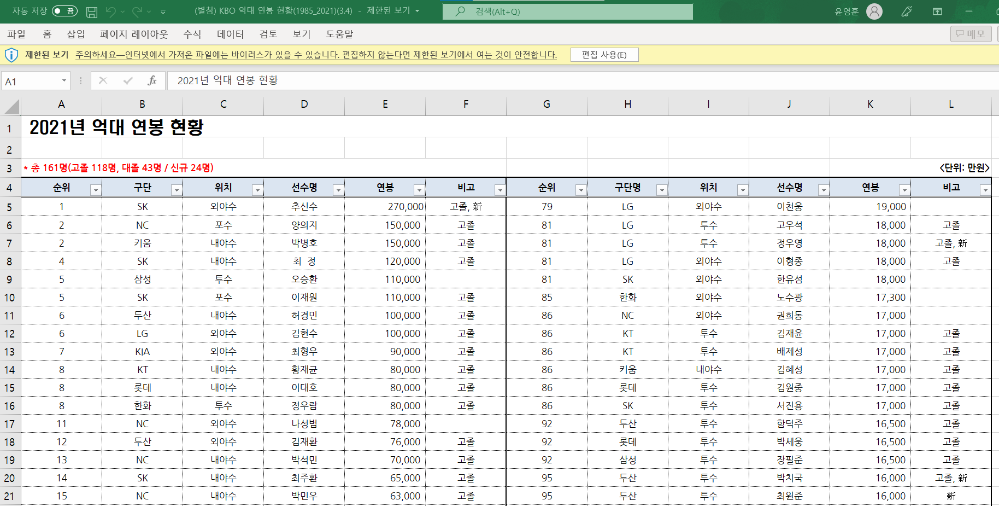 자동 저장 끔 (별첨) KBO 억대 연봉 현황(1985_2021)(3.4) - 제한된 보기 검색(Alt+Q) 윤영훈
파일 홈 삽입 페이지 레이아웃 수식 데이터 검토 보기 도움말 메모
제한된 보기 주의하세요—인터넷에서 가져온 파일에는 바이러스가 있을 수 있습니다. 편집하지 않는다면 제한된 보기에서 여는 것이 안전합니다. 편집 사용(E)
A1 fx 2021년 억대 연봉 현황
A B C D E F G H I J K L
1 2021년 억대 연봉 현황
2
3 * 총 161명(고졸 118명, 대졸 43명 / 신규 24명) <단위: 만원>
4 순위 구단 위치 선수명 연봉 비고 순위 구단명 위치 선수명 연봉 비고
5 1 SK 외야수 추신수 270,000 고졸, 新 79 LG 외야수 이천웅 19,000
6 2 NC 포수 양의지 150,000 고졸 81 LG 투수 고우석 18,000 고졸
7 2 키움 내야수 박병호 150,000 고졸 81 LG 투수 정우영 18,000 고졸, 新
8 4 SK 내야수 최 정 120,000 고졸 81 LG 외야수 이형종 18,000 고졸
9 5 삼성 투수 오승환 110,000 81 SK 외야수 한유섬 18,000
10 5 SK 포수 이재원 110,000 고졸 85 한화 외야수 노수광 17,300
11 6 두산 내야수 허경민 100,000 고졸 86 NC 외야수 권희동 17,000
12 6 LG 외야수 김현수 100,000 고졸 86 KT 투수 김재윤 17,000 고졸
13 7 KIA 외야수 최형우 90,000 고졸 86 KT 투수 배제성 17,000 고졸
14 8 KT 내야수 황재균 80,000 고졸 86 키움 내야수 김혜성 17,000 고졸
15 8 롯데 내야수 이대호 80,000 고졸 86 롯데 투수 김원중 17,000 고졸
16 8 한화 투수 정우람 80,000 고졸 86 SK 투수 서진용 17,000 고졸
17 11 NC 외야수 나성범 78,000 92 두산 투수 함덕주 16,500 고졸
18 12 두산 외야수 김재환 76,000 고졸 92 롯데 투수 박세웅 16,500 고졸
19 13 NC 내야수 박석민 70,000 고졸 92 삼성 투수 장필준 16,500 고졸
20 14 SK 내야수 최주환 65,000 고졸 95 두산 투수 박치국 16,000 고졸, 新
21 15 NC 내야수 박민우 63,000 고졸 95 두산 투수 최원준 16,000 新